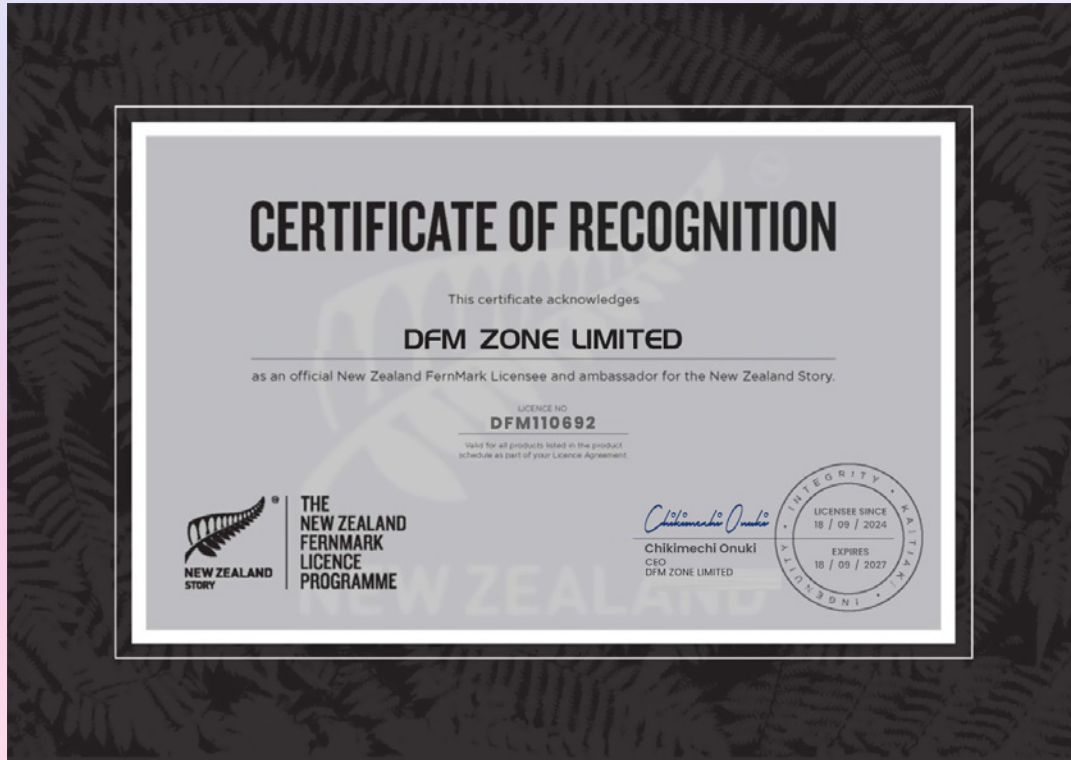 CERTIFICATE OF RECOGNITION
This certificate acknowledges
DFM ZONE LIMITED
as an official New Zealand FernMark Licensee and ambassador for the New Zealand Story.
LICENCE NO
DFM110692
Valid for all products listed in the product
schedule as part of your Licence Agreement
NEW ZEALAND
STORY
THE
NEW ZEALAND
FERNMARK
LICENCE
PROGRAMME
Chikimechi Onuki
Chikimechi Onuki
CEO
DFM ZONE LIMITED
INTEGRITY • KAITIAKI • INGENUITY •
LICENSEE SINCE
18 / 09 / 2024
EXPIRES
18 / 09 / 2027
NEW ZEALAND